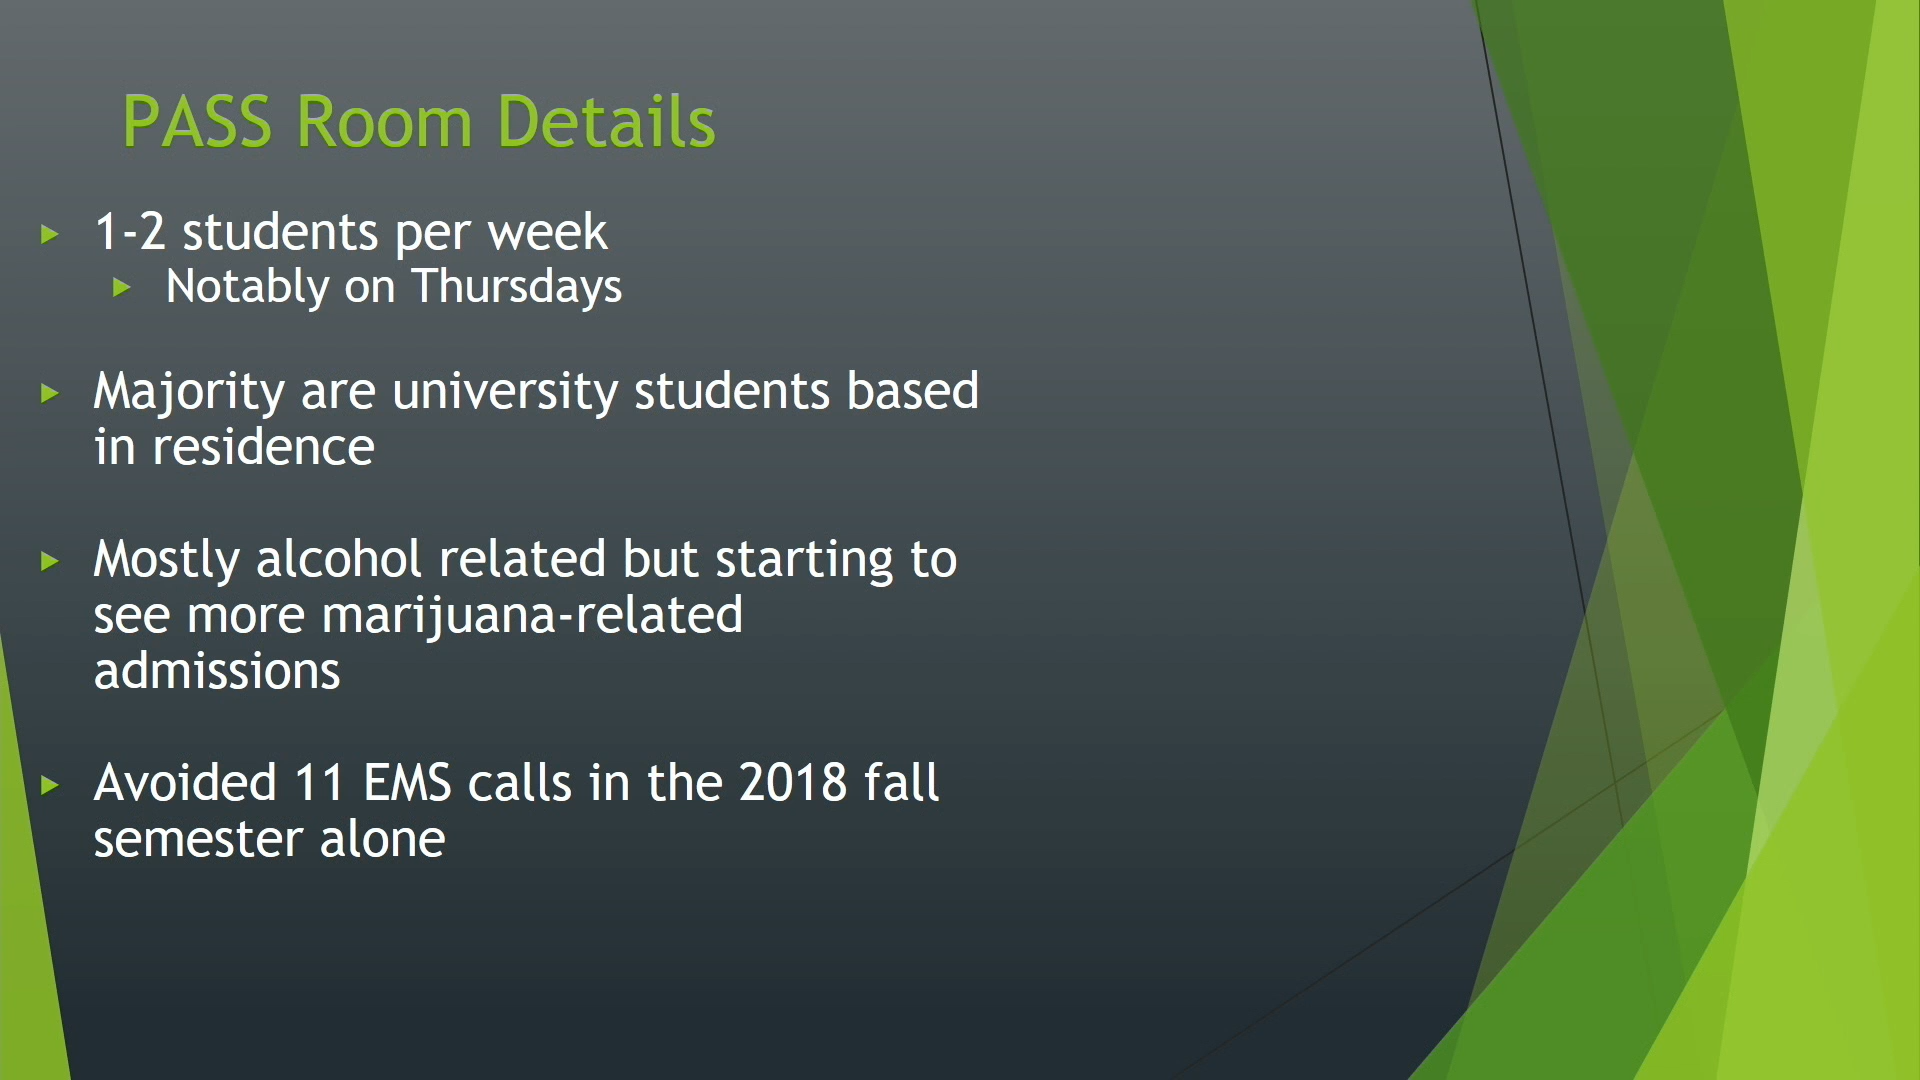 PASS Room Details
1-2 students per week
Notably on Thursdays
Majority are university students based
in residence
Mostly alcohol related but starting to
see more marijuana-related
admissions
Avoided 11 EMS calls in the 2018 fall
semester alone